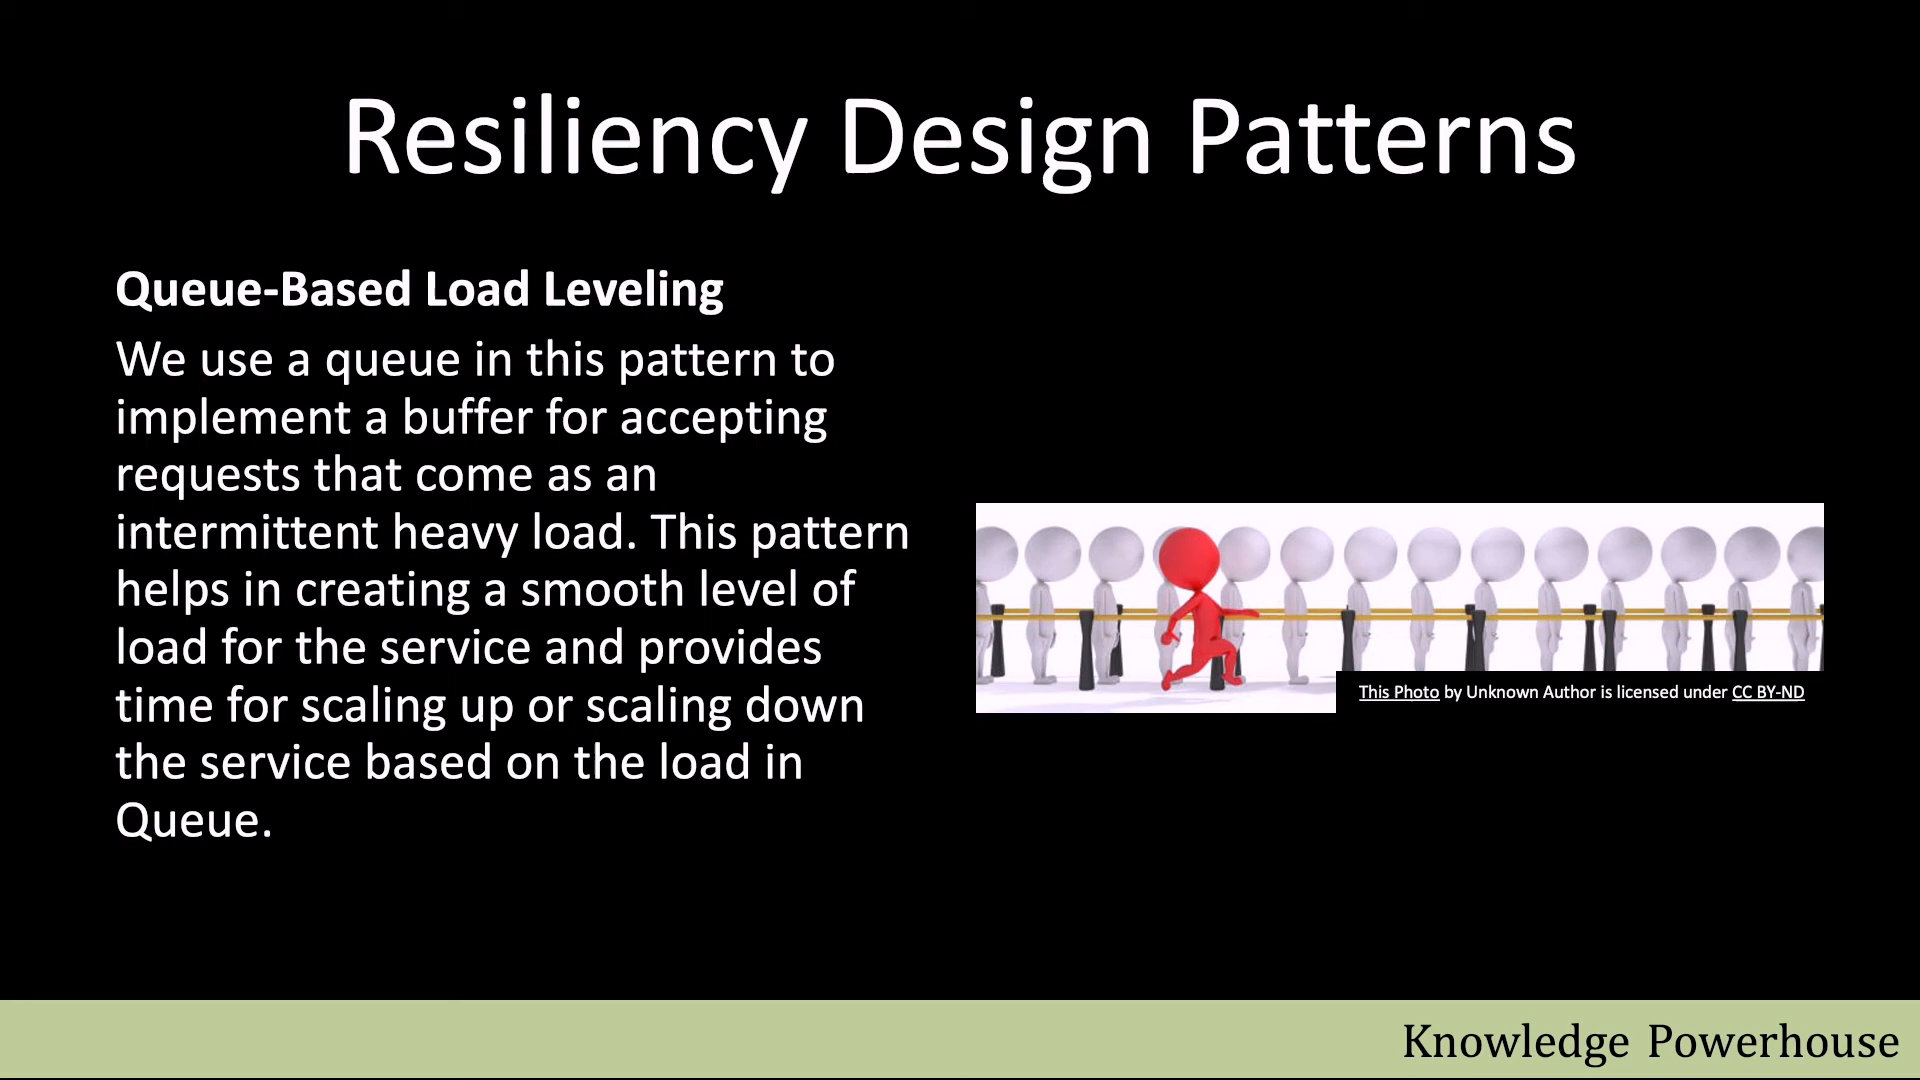 Resiliency Design Patterns
Queue-Based Load Leveling
We use a queue in this pattern to
implement a buffer for accepting
requests that come as an
intermittent heavy load. This pattern
helps in creating a smooth level of
load for the service and provides
time for scaling up or scaling down
the service based on the load in
Queue.
This Photo by Unknown Author is licensed under CC BY-ND
Knowledge Powerhouse